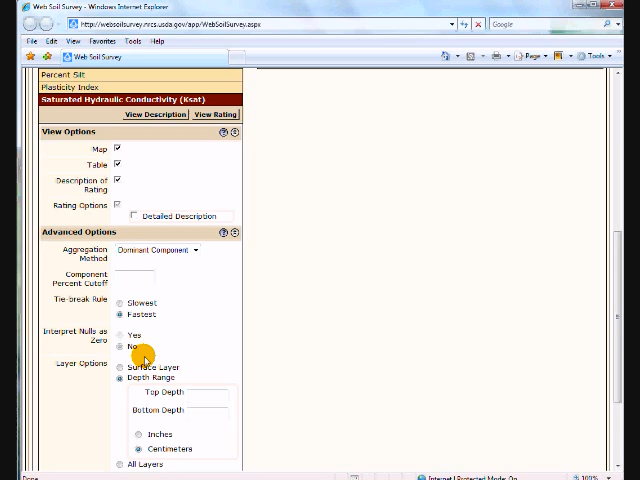 Web Soil Survey - Windows Internet Explorer
http://websoilsurvey.nrcs.usda.gov/app/WebSoilSurvey.aspx
Google
File Edit View Favorites Tools Help
Web Soil Survey
Page Tools
Percent Silt
Plasticity Index
Saturated Hydraulic Conductivity (Ksat)
View Description View Rating
View Options
Map
Table
Description of
Rating
Rating Options
Detailed Description
Advanced Options
Aggregation
Method
Dominant Component
Component
Percent Cutoff
Tie-break Rule
Slowest
Fastest
Interpret Nulls as
Zero
Yes
No
Layer Options
Surface Layer
Depth Range
Top Depth
Bottom Depth
Inches
Centimeters
All Layers
Done
Internet | Protected Mode: On
100%